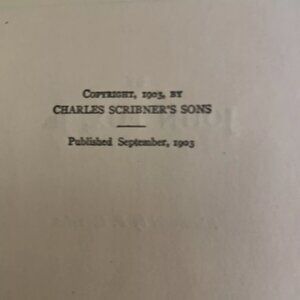 COPYRIGHT, 1903, BY
CHARLES SCRIBNER'S SONS
Published September, 1903